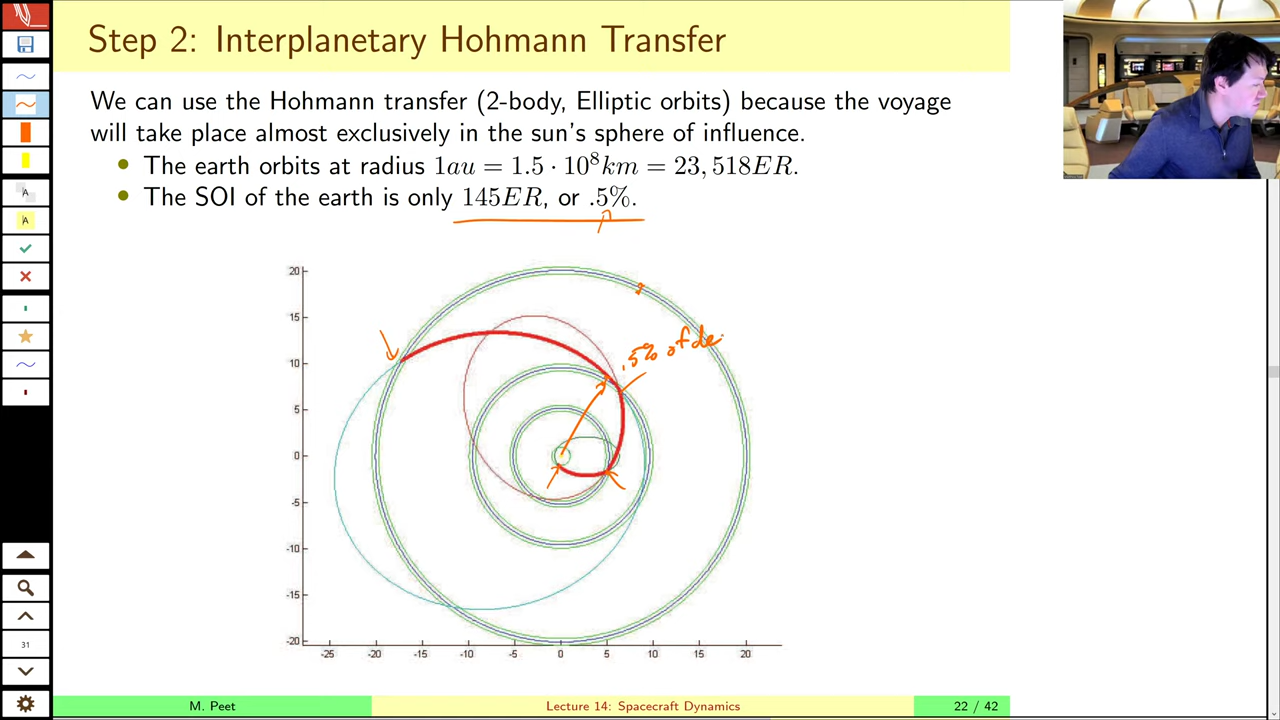 Step 2: Interplanetary Hohmann Transfer
We can use the Hohmann transfer (2-body, Elliptic orbits) because the voyage
will take place almost exclusively in the sun's sphere of influence.
• The earth orbits at radius 1au = 1.5 · 10⁸km = 23, 518ER.
• The SOI of the earth is only 145ER, or .5%.
20
15
10
5
0
-5
-10
-15
-20
-25 -20 -15 -10 -5 0 5 10 15 20
.5% of de
A
A
31
M. Peet
Lecture 14: Spacecraft Dynamics
22 / 42